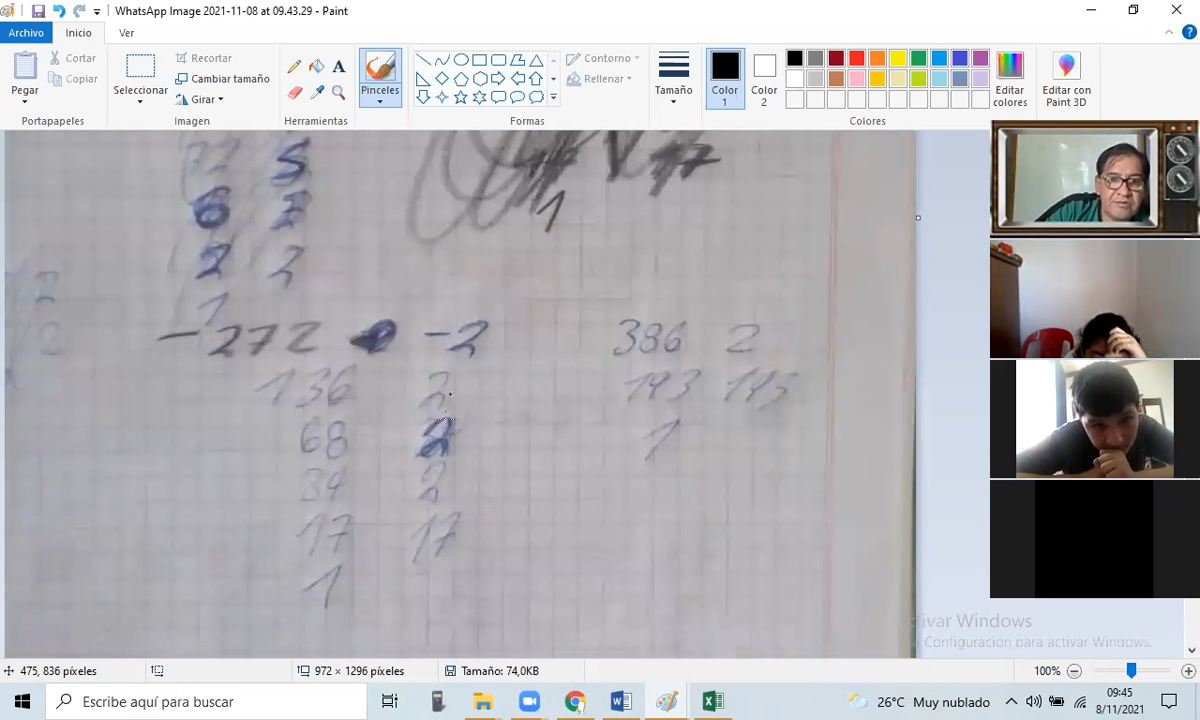 WhatsApp Image 2021-11-08 at 09.43.29 - Paint
Archivo Inicio Ver
Pegar
Cortar
Copiar
Portapapeles
Seleccionar
Recortar
Cambiar tamaño
Girar
Imagen
A
Herramientas
Pinceles
Contorno
Rellenar
Formas
Tamaño
Color 1
Color 2
Editar colores
Editar con Paint 3D
Colores
72 5
6
2 2
1
-272 -2
136 2
68 2
34 2
17 17
1
386 2
193
1
1
Configuración para activar Windows.
475, 836 píxeles
972 × 1296 píxeles
Tamaño: 74,0KB
100%
Escribe aquí para buscar
26°C Muy nublado
09:45
8/11/2021